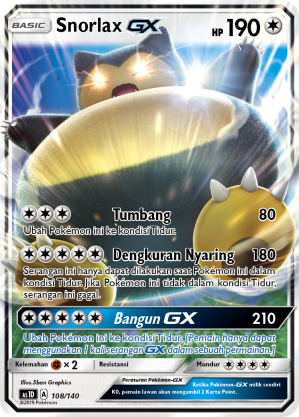 BASIC
Snorlax GX
HP 190
Tumbang 80
Ubah Pokémon ini ke kondisi Tidur.
Dengkuran Nyaring 180
Serangan ini hanya dapat dilakukan saat Pokémon ini dalam
kondisi Tidur. Jika Pokémon ini tidak dalam kondisi Tidur,
serangan ini gagal.
Bangun GX 210
Ubah Pokémon ini ke kondisi Tidur. [Pemain hanya dapat
menggunakan 1 kali serangan GX dalam sebuah permainan.]
Kelemahan × 2 Resistansi Mundur
Illus. 5ban Graphics
AS1D A 108/140
©2019 Pokémon
Peraturan Pokémon-GX
Ketika Pokémon-GX milik sendiri
KO, pemain lawan akan mengambil 2 Kartu Point.